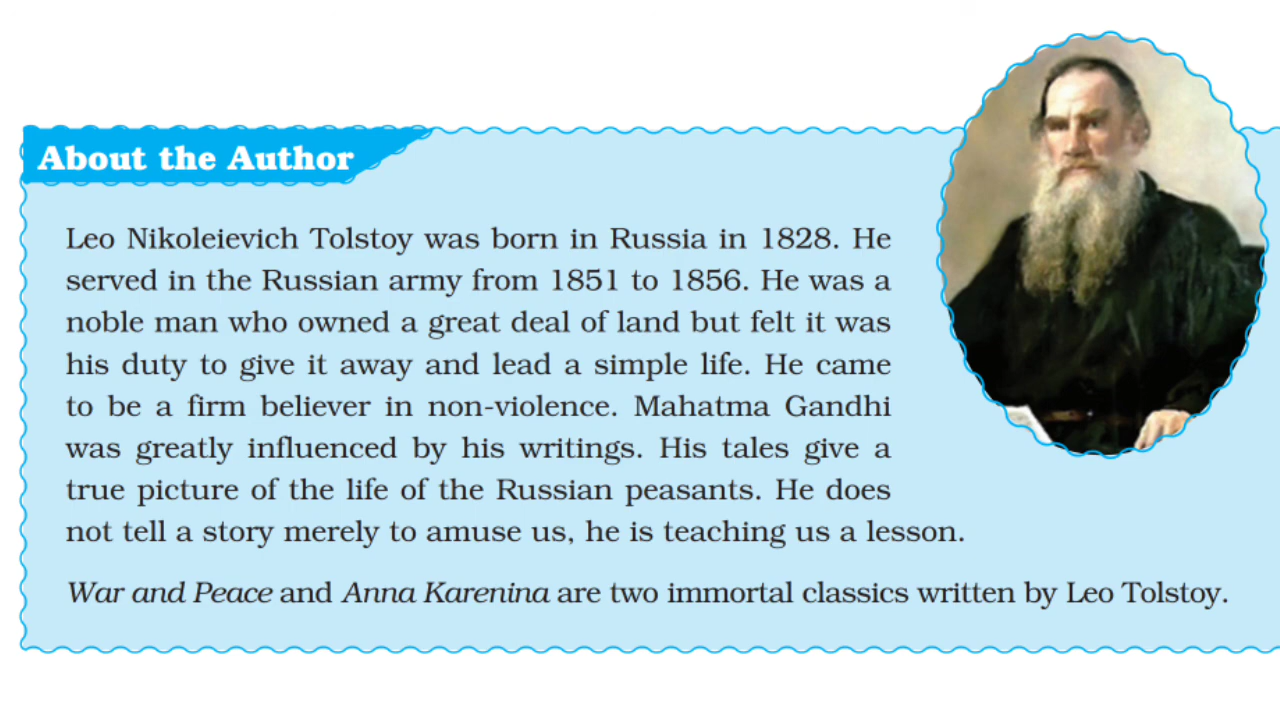 About the Author
Leo Nikoleievich Tolstoy was born in Russia in 1828. He
served in the Russian army from 1851 to 1856. He was a
noble man who owned a great deal of land but felt it was
his duty to give it away and lead a simple life. He came
to be a firm believer in non-violence. Mahatma Gandhi
was greatly influenced by his writings. His tales give a
true picture of the life of the Russian peasants. He does
not tell a story merely to amuse us, he is teaching us a lesson.
War and Peace and Anna Karenina are two immortal classics written by Leo Tolstoy.